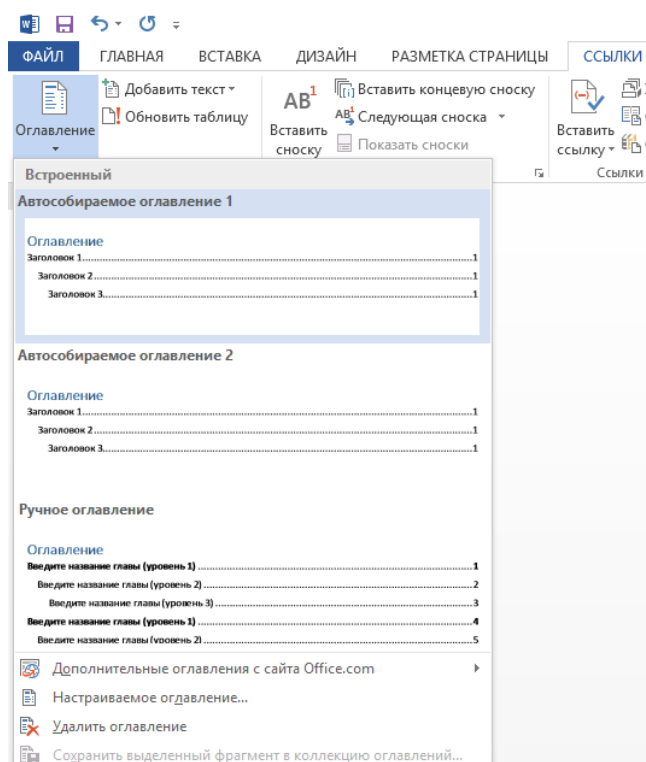 ФАЙЛ ГЛАВНАЯ ВСТАВКА ДИЗАЙН РАЗМЕТКА СТРАНИЦЫ ССЫЛКИ
Оглавление
Добавить текст
Обновить таблицу
AB1
Вставить
сноску
Вставить концевую сноску
AB1 Следующая сноска
Показать сноски
Вставить
ссылку
Ссылки
Встроенный
Автособираемое оглавление 1
Оглавление
Заголовок 1.....1
Заголовок 2.....1
Заголовок 3.....1
Автособираемое оглавление 2
Оглавление
Заголовок 1.....1
Заголовок 2.....1
Заголовок 3.....1
Ручное оглавление
Оглавление
Введите название главы (уровень 1).....1
Введите название главы (уровень 2).....2
Введите название главы (уровень 3).....3
Введите название главы (уровень 1).....4
Введите название главы (уровень 2).....5
Дополнительные оглавления с сайта Office.com
Настраиваемое оглавление...
Удалить оглавление
Сохранить выделенный фрагмент в коллекцию оглавлений...